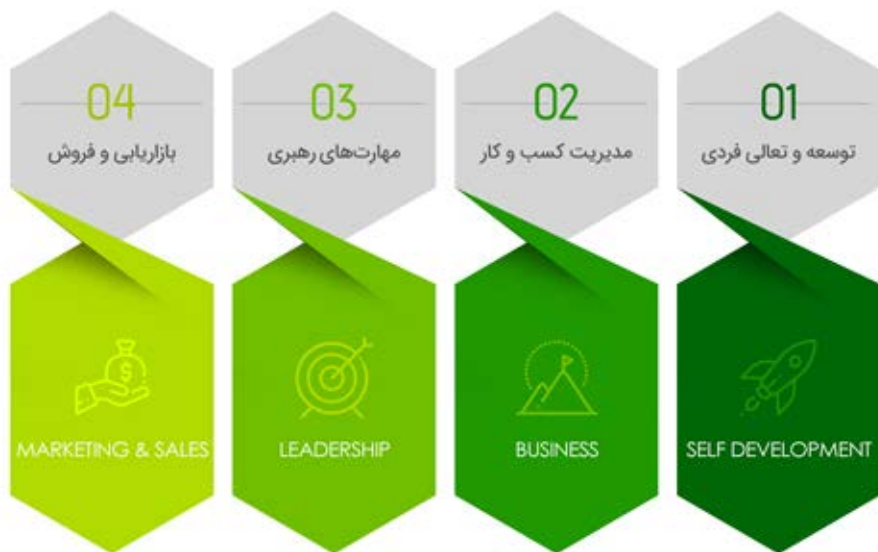 01
توسعه و تعالی فردی
SELF DEVELOPMENT
02
مدیریت کسب و کار
BUSINESS
03
مهارت‌های رهبری
LEADERSHIP
04
بازاریابی و فروش
$
MARKETING & SALES